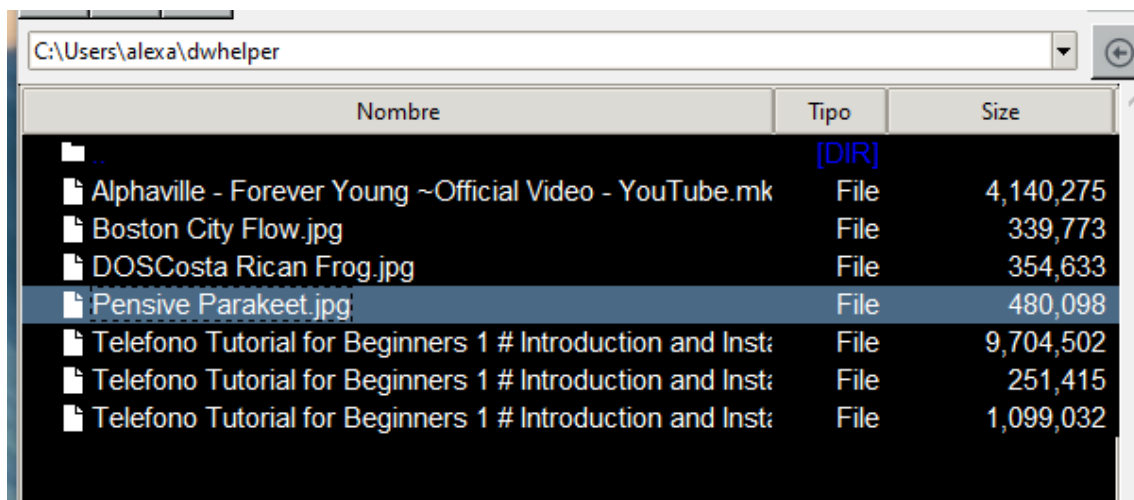 C:\Users\alexa\dwhelper
Nombre Tipo Size
.. [DIR]
Alphaville - Forever Young ~Official Video - YouTube.mk File 4,140,275
Boston City Flow.jpg File 339,773
DOSCosta Rican Frog.jpg File 354,633
Pensive Parakeet.jpg File 480,098
Telefono Tutorial for Beginners 1 # Introduction and Insta File 9,704,502
Telefono Tutorial for Beginners 1 # Introduction and Insta File 251,415
Telefono Tutorial for Beginners 1 # Introduction and Insta File 1,099,032